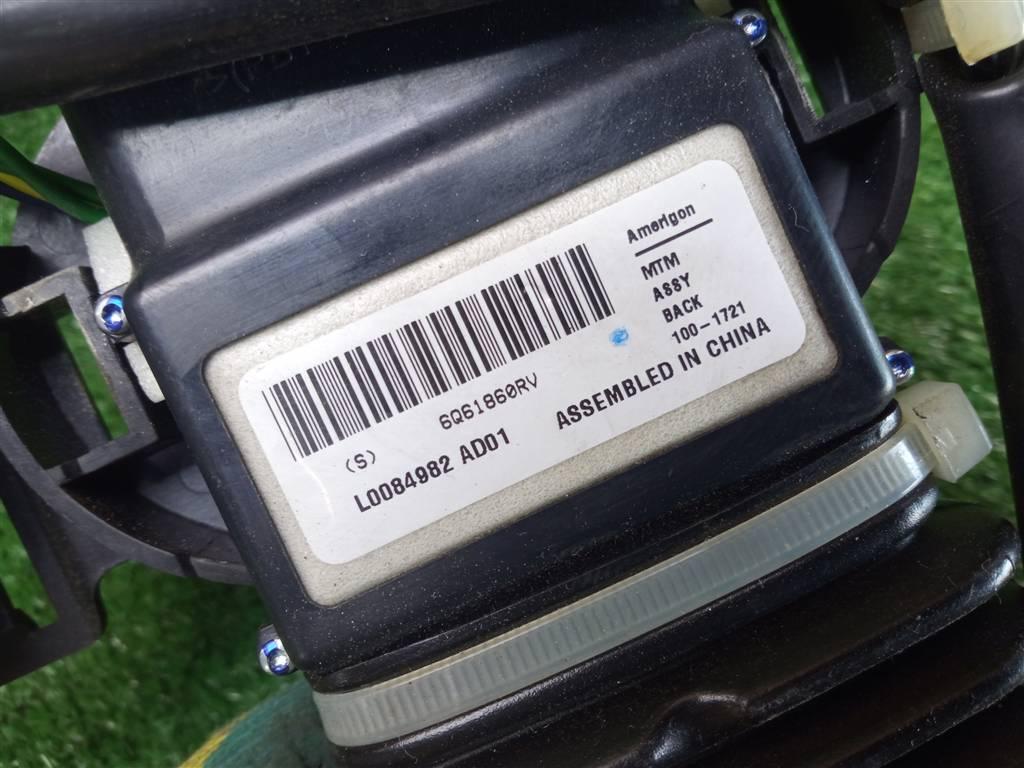 Amerigon
MTM
ASSY
BACK
100-1721
6Q61860RV
(S)
L0084982 AD01
ASSEMBLED IN CHINA